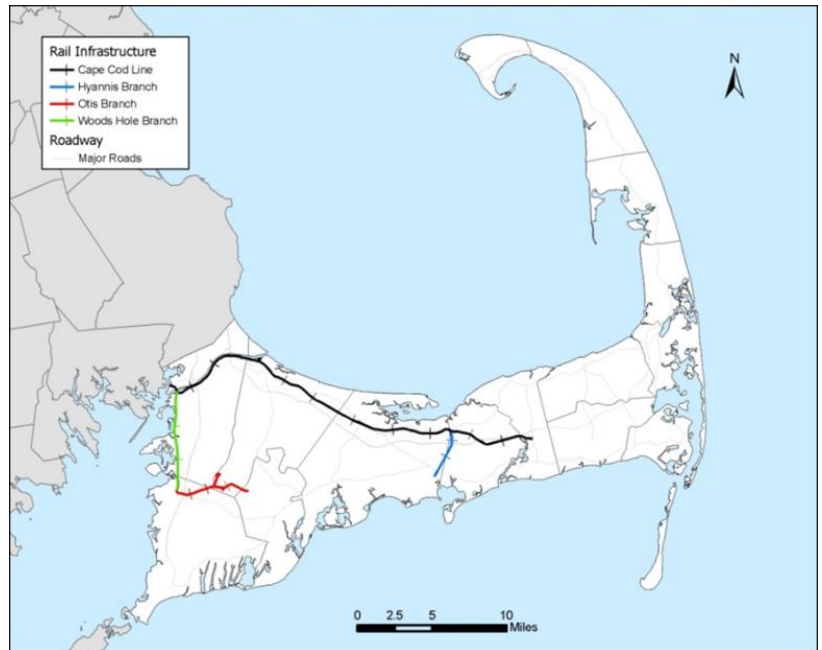 Rail Infrastructure
Cape Cod Line
Hyannis Branch
Otis Branch
Woods Hole Branch
Roadway
Major Roads
N
0 2.5 5 10
Miles